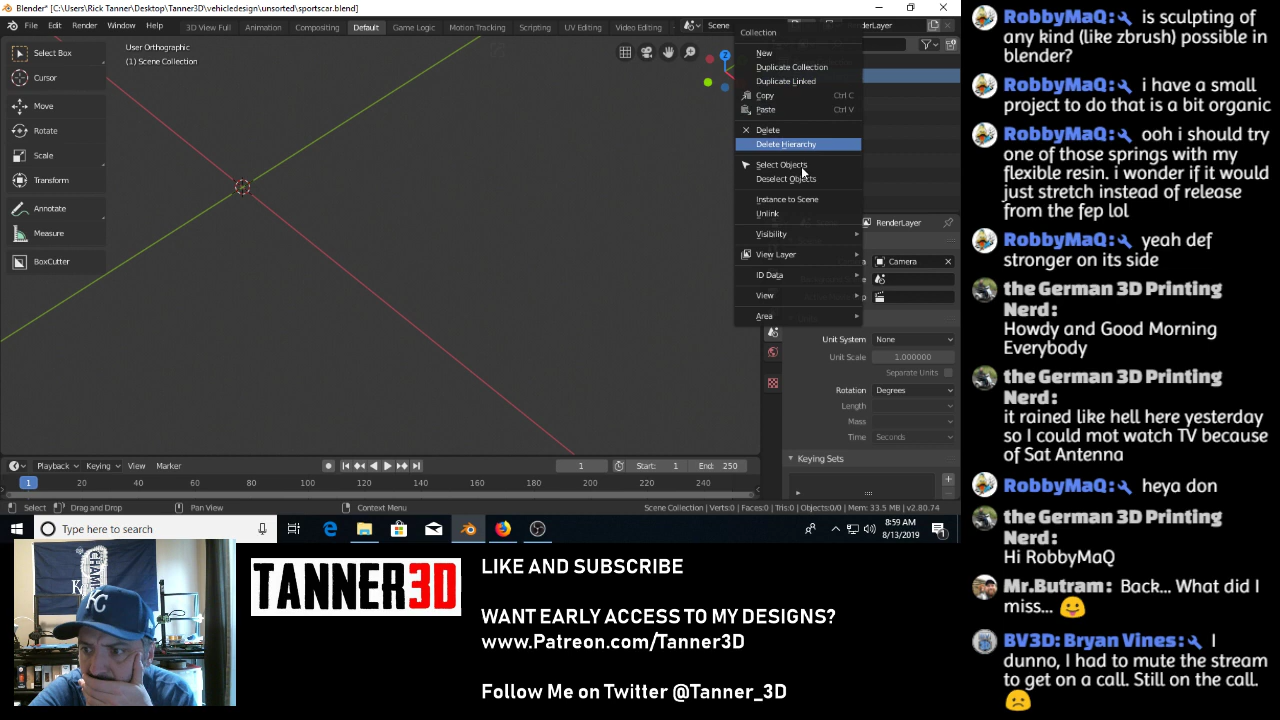 Blender* [C:\Users\Rick Tanner\Desktop\Tanner3D\vehicledesign\unsorted\sportscar.blend]
File Edit Render Window Help
3D View Full Animation Compositing Default Game Logic Motion Tracking Scripting UV Editing Video Editing
Scene
RenderLayer
Select Box
Cursor
Move
Rotate
Scale
Transform
Annotate
Measure
BoxCutter
User Orthographic
(1) Scene Collection
Z
Collection
New
Duplicate Collection
Duplicate Linked
Copy Ctrl C
Paste Ctrl V
Delete
Delete Hierarchy
Select Objects
Deselect Objects
Instance to Scene
Unlink
Visibility
View Layer
ID Data
View
Area
RenderLayer
Camera
Unit System None
Unit Scale 1.000000
Separate Units
Rotation Degrees
Length
Mass
Time Seconds
Keying Sets
Playback Keying View Marker
1 Start: 1 End: 250
1 20 40 60 80 100 120 140 160 180 200 220 240
Select Drag and Drop Pan View Context Menu
Scene Collection | Verts:0 | Faces:0 | Tris:0 | Objects:0/0 | Mem: 33.5 MB | v2.80.74
Type here to search
8:59 AM
8/13/2019
1
KC
CHAM
KC
TANNER3D
LIKE AND SUBSCRIBE
WANT EARLY ACCESS TO MY DESIGNS?
www.Patreon.com/Tanner3D
Follow Me on Twitter @Tanner_3D
RobbyMaQ: is sculpting of
any kind (like zbrush) possible in
blender?
RobbyMaQ: i have a small
project to do that is a bit organic
RobbyMaQ: ooh i should try
one of those springs with my
flexible resin. i wonder if it would
just stretch instead of release
from the fep lol
RobbyMaQ: yeah def
stronger on its side
the German 3D Printing
Nerd:
Howdy and Good Morning
Everybody
the German 3D Printing
Nerd:
it rained like hell here yesterday
so I could mot watch TV because
of Sat Antenna
RobbyMaQ: heya don
the German 3D Printing
Nerd:
Hi RobbyMaQ
Mr.Butram: Back... What did I
miss... 😛
BV3D: Bryan Vines: I
dunno, I had to mute the stream
to get on a call. Still on the call.
☹️